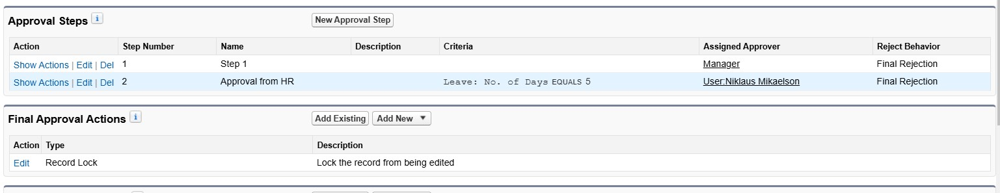 Approval Steps i New Approval Step
Action Step Number Name Description Criteria Assigned Approver Reject Behavior
Show Actions | Edit | Del 1 Step 1 Manager Final Rejection
Show Actions | Edit | Del 2 Approval from HR Leave: No. of Days EQUALS 5 User:Niklaus Mikaelson Final Rejection
Final Approval Actions i Add Existing Add New
Action Type Description
Edit Record Lock Lock the record from being edited